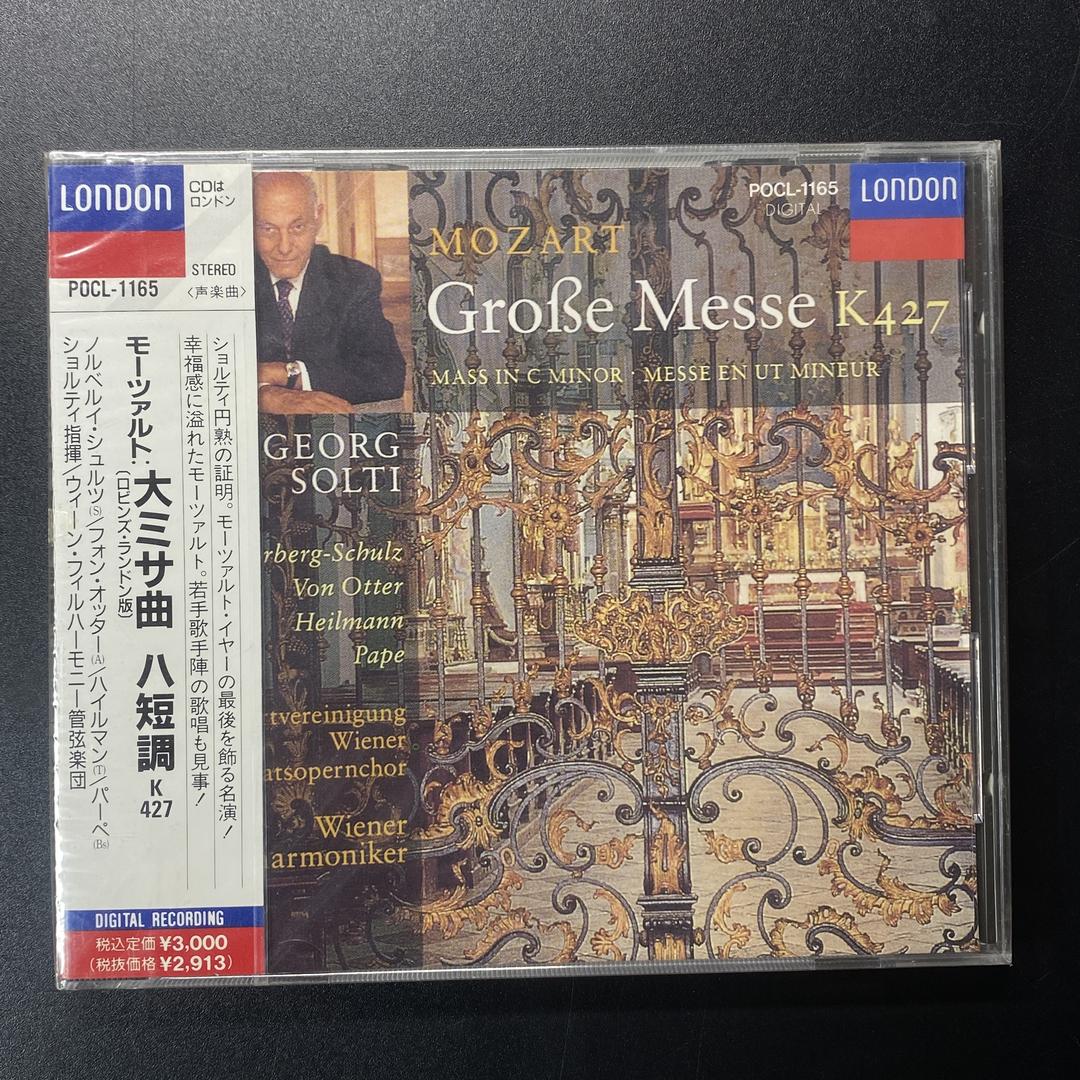 LONDON
CDは
ロンドン
STEREO
POCL-1165
〈声楽曲〉
ショルティ円熟の証明。モーツァルト・イヤーの最後を飾る名演！
幸福感に溢れたモーツァルト。若手歌手陣の歌唱も見事！
モーツァルト：大ミサ曲 ハ短調 K427
（ロビンズ・ランドン版）
ノルベルイ・シュルツ(S)/フォン・オッター(A)/ハイルマン(T)/パーペ(Bs)
ショルティ指揮/ウィーン・フィルハーモニー管弦楽団
DIGITAL RECORDING
税込定価 ¥3,000
(税抜価格 ¥2,913)
POCL-1165
DIGITAL
LONDON
MOZART
Große Messe K427
MASS IN C MINOR · MESSE EN UT MINEUR
GEORG
SOLTI
rberg-Schulz
Von Otter
Heilmann
Pape
rtvereinigung
Wiener
atsopernchor
Wiener
armoniker